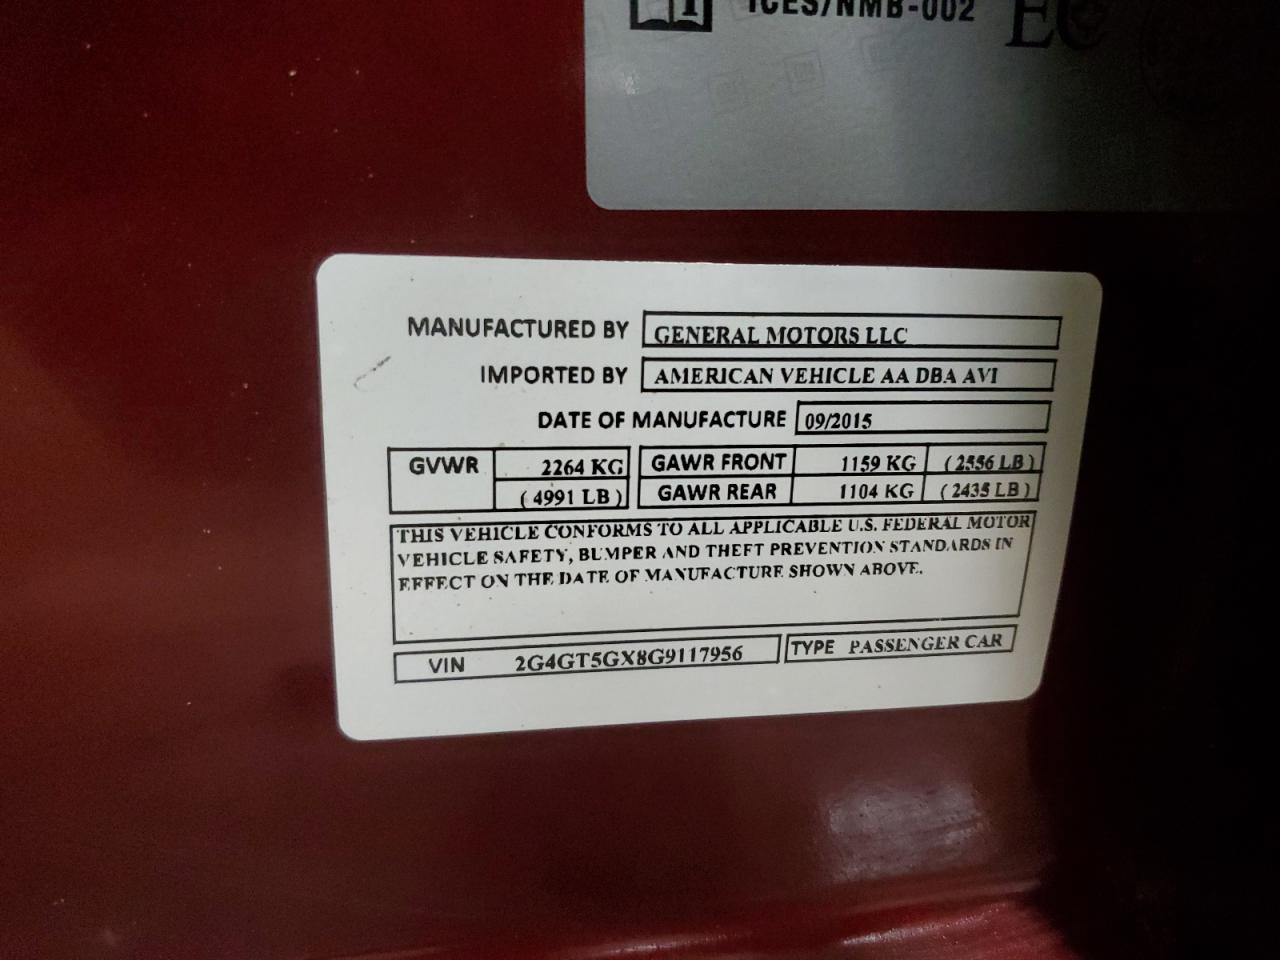 ICES/NMB-002
MANUFACTURED BY GENERAL MOTORS LLC
IMPORTED BY AMERICAN VEHICLE AA DBA AVI
DATE OF MANUFACTURE 09/2015
GVWR 2264 KG GAWR FRONT 1159 KG (2556 LB)
(4991 LB) GAWR REAR 1104 KG (2435 LB)
THIS VEHICLE CONFORMS TO ALL APPLICABLE U.S. FEDERAL MOTOR
VEHICLE SAFETY, BUMPER AND THEFT PREVENTION STANDARDS IN
EFFECT ON THE DATE OF MANUFACTURE SHOWN ABOVE.
VIN 2G4GT5GX8G9117956 TYPE PASSENGER CAR